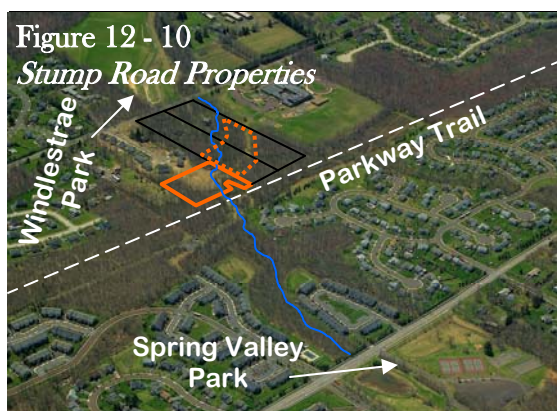 Figure 12 - 10
Stump Road Properties
Windlestrae
Park
Parkway Trail
Spring Valley
Park